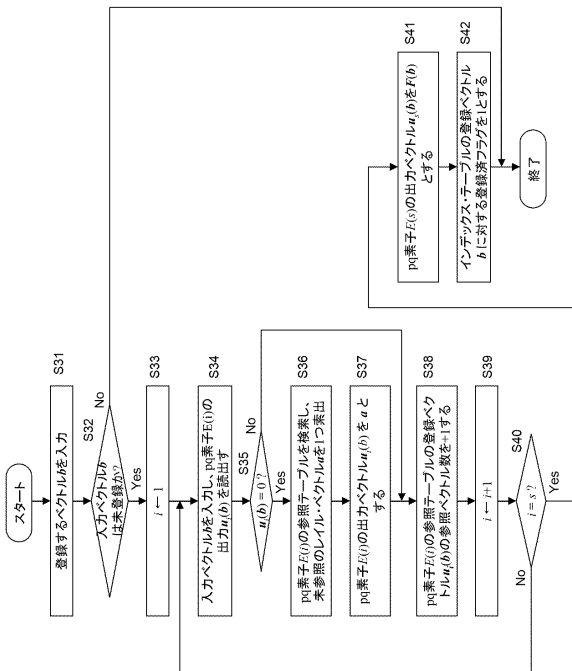 スタート
S31
登録するベクトルbを入力
S32
入力ベクトルb
は未登録か?
No
Yes
S33
i ← 1
S34
入力ベクトルbを入力し、pq素子E(i)の
出力uᵢ(b) を読出す
S35
uᵢ(b) = 0 ?
No
Yes
S36
pq素子E(i)の参照テーブルを検索し、
未参照のレイル・ベクトルaを1つ索出
S37
pq素子E(i)の出力ベクトルuᵢ(b) を a と
する
S38
pq素子E(i)の参照テーブルの登録ベク
トルuᵢ(b)の参照ベクトル数を+1する
S39
i ← i+1
S40
i = s ?
No
Yes
S41
pq素子E(s)の出力ベクトルuₛ(b)をF(b)
とする
S42
インデックス・テーブルの登録ベクトル
b に対する登録済フラグを1とする
終了